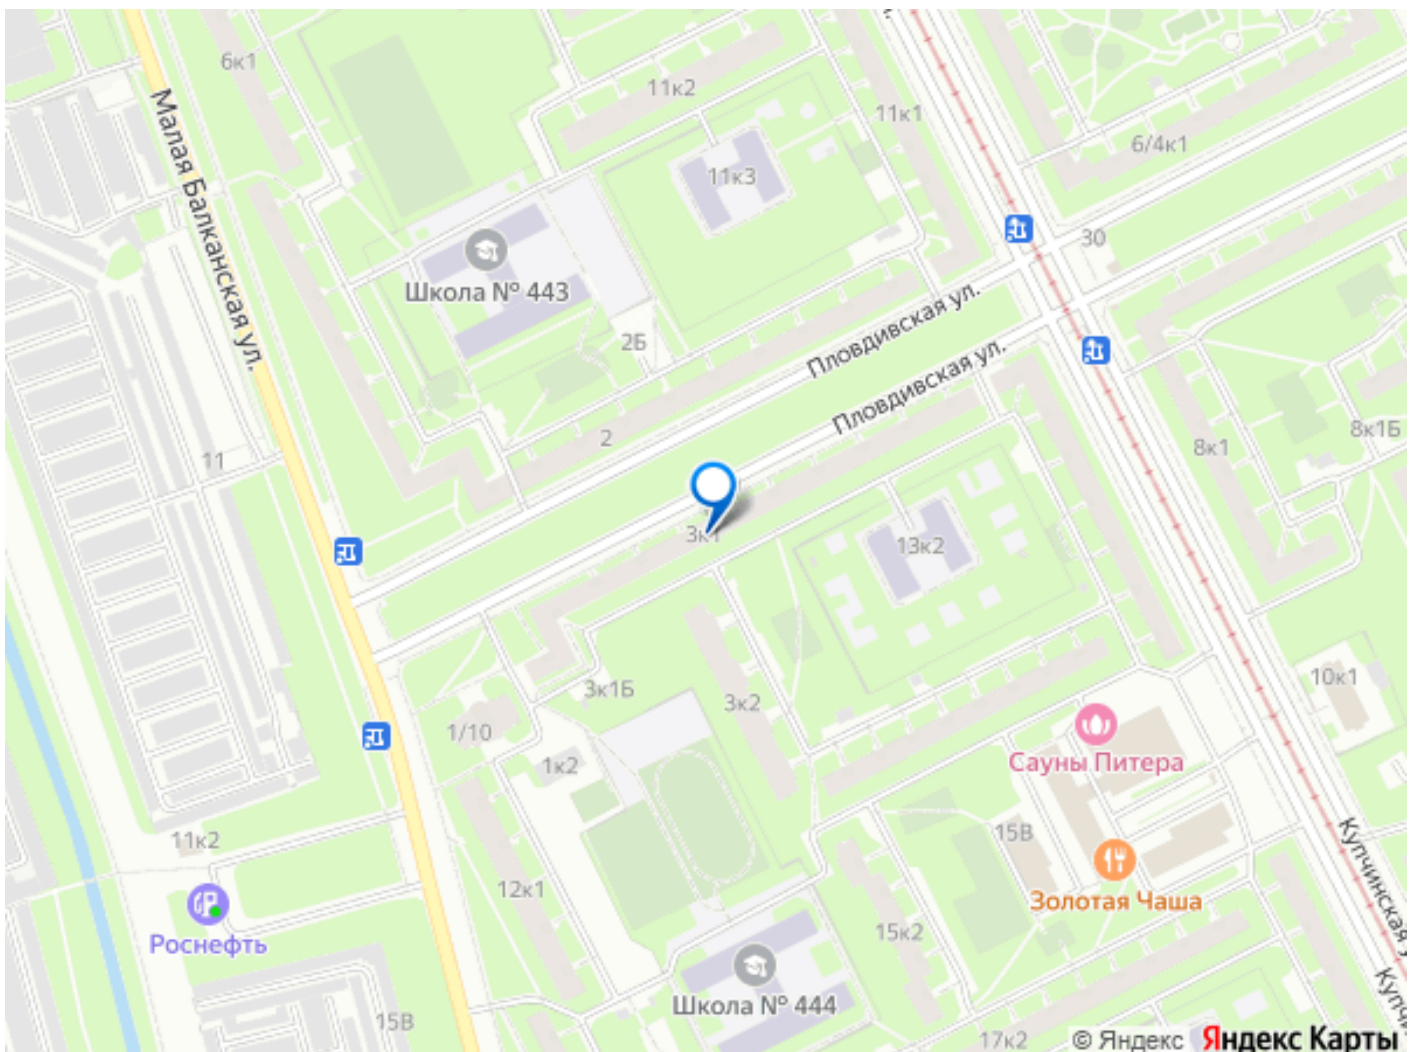 6к1
11к2
11к1
6/4к1
Малая Балканская ул.
11к3
30
Школа № 443
2Б
Пловдивская ул.
Пловдивская ул.
8к1Б
8к1
2
11
3к1
13к2
10к1
3к1Б
3к2
1/10
Сауны Питера
1к2
15В
11к2
Купчинская у
12к1
Золотая Чаша
Роснефть
15к2
Школа № 444
Купчи
15В
17к2
© Яндекс Яндекс Карты